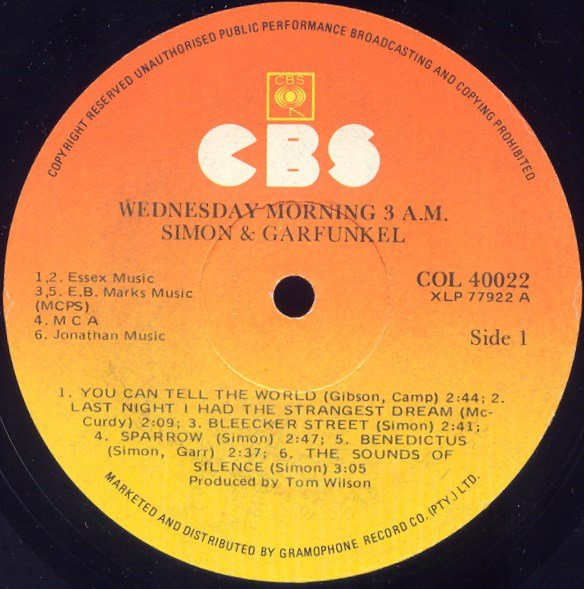 COPYRIGHT RESERVED UNAUTHORISED PUBLIC PERFORMANCE BROADCASTING AND COPYING PROHIBITED
CBS
CBS
WEDNESDAY MORNING 3 A.M.
SIMON & GARFUNKEL
1,2. Essex Music
3,5. E.B. Marks Music
(MCPS)
4. M C A
6. Jonathan Music
COL 40022
XLP 77922 A
Side 1
1. YOU CAN TELL THE WORLD (Gibson, Camp) 2:44; 2.
LAST NIGHT I HAD THE STRANGEST DREAM (Mc-
Curdy) 2:09; 3. BLEECKER STREET (Simon) 2:41;
4. SPARROW (Simon) 2:47; 5. BENEDICTUS
(Simon, Garr) 2:37; 6. THE SOUNDS OF
SILENCE (Simon) 3:05
Produced by Tom Wilson
MARKETED AND DISTRIBUTED BY GRAMOPHONE RECORD CO. (PTY.) LTD.